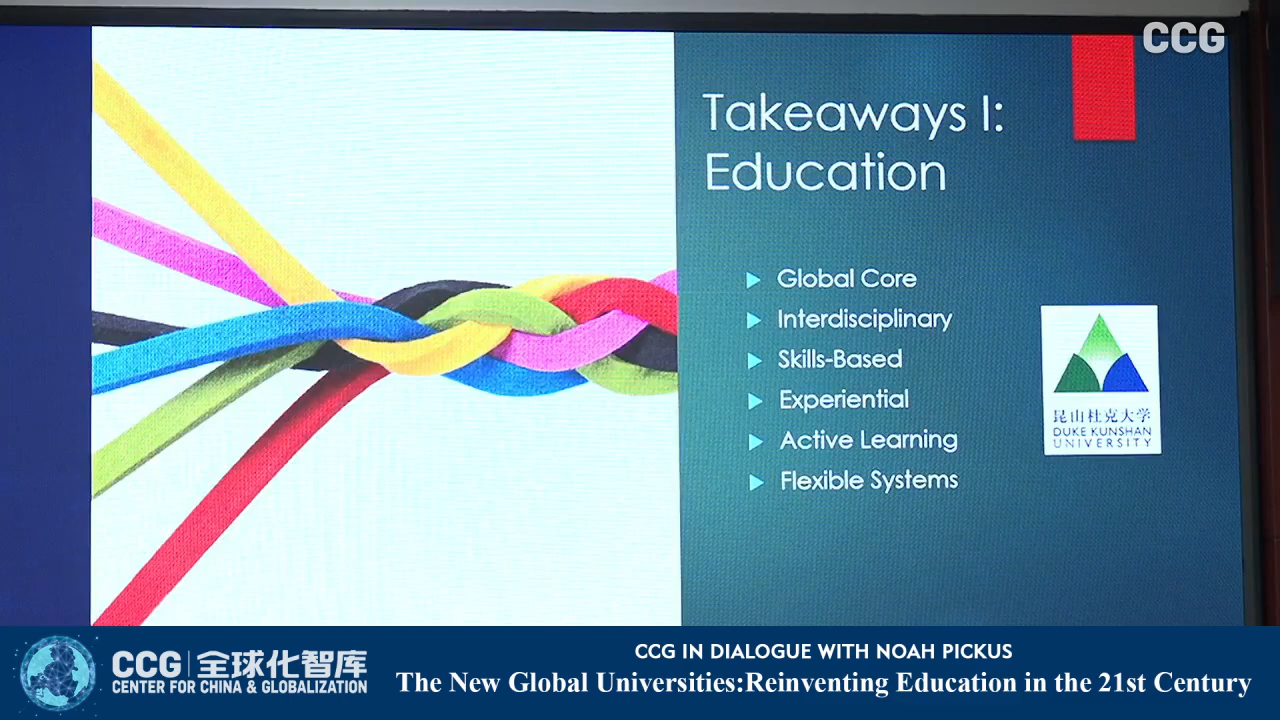 CCG
Takeaways I:
Education
Global Core
Interdisciplinary
Skills-Based
Experiential
Active Learning
Flexible Systems
昆山杜克大学
DUKE KUNSHAN
UNIVERSITY
CCG 全球化智库
CENTER FOR CHINA & GLOBALIZATION
CCG IN DIALOGUE WITH NOAH PICKUS
The New Global Universities:Reinventing Education in the 21st Century